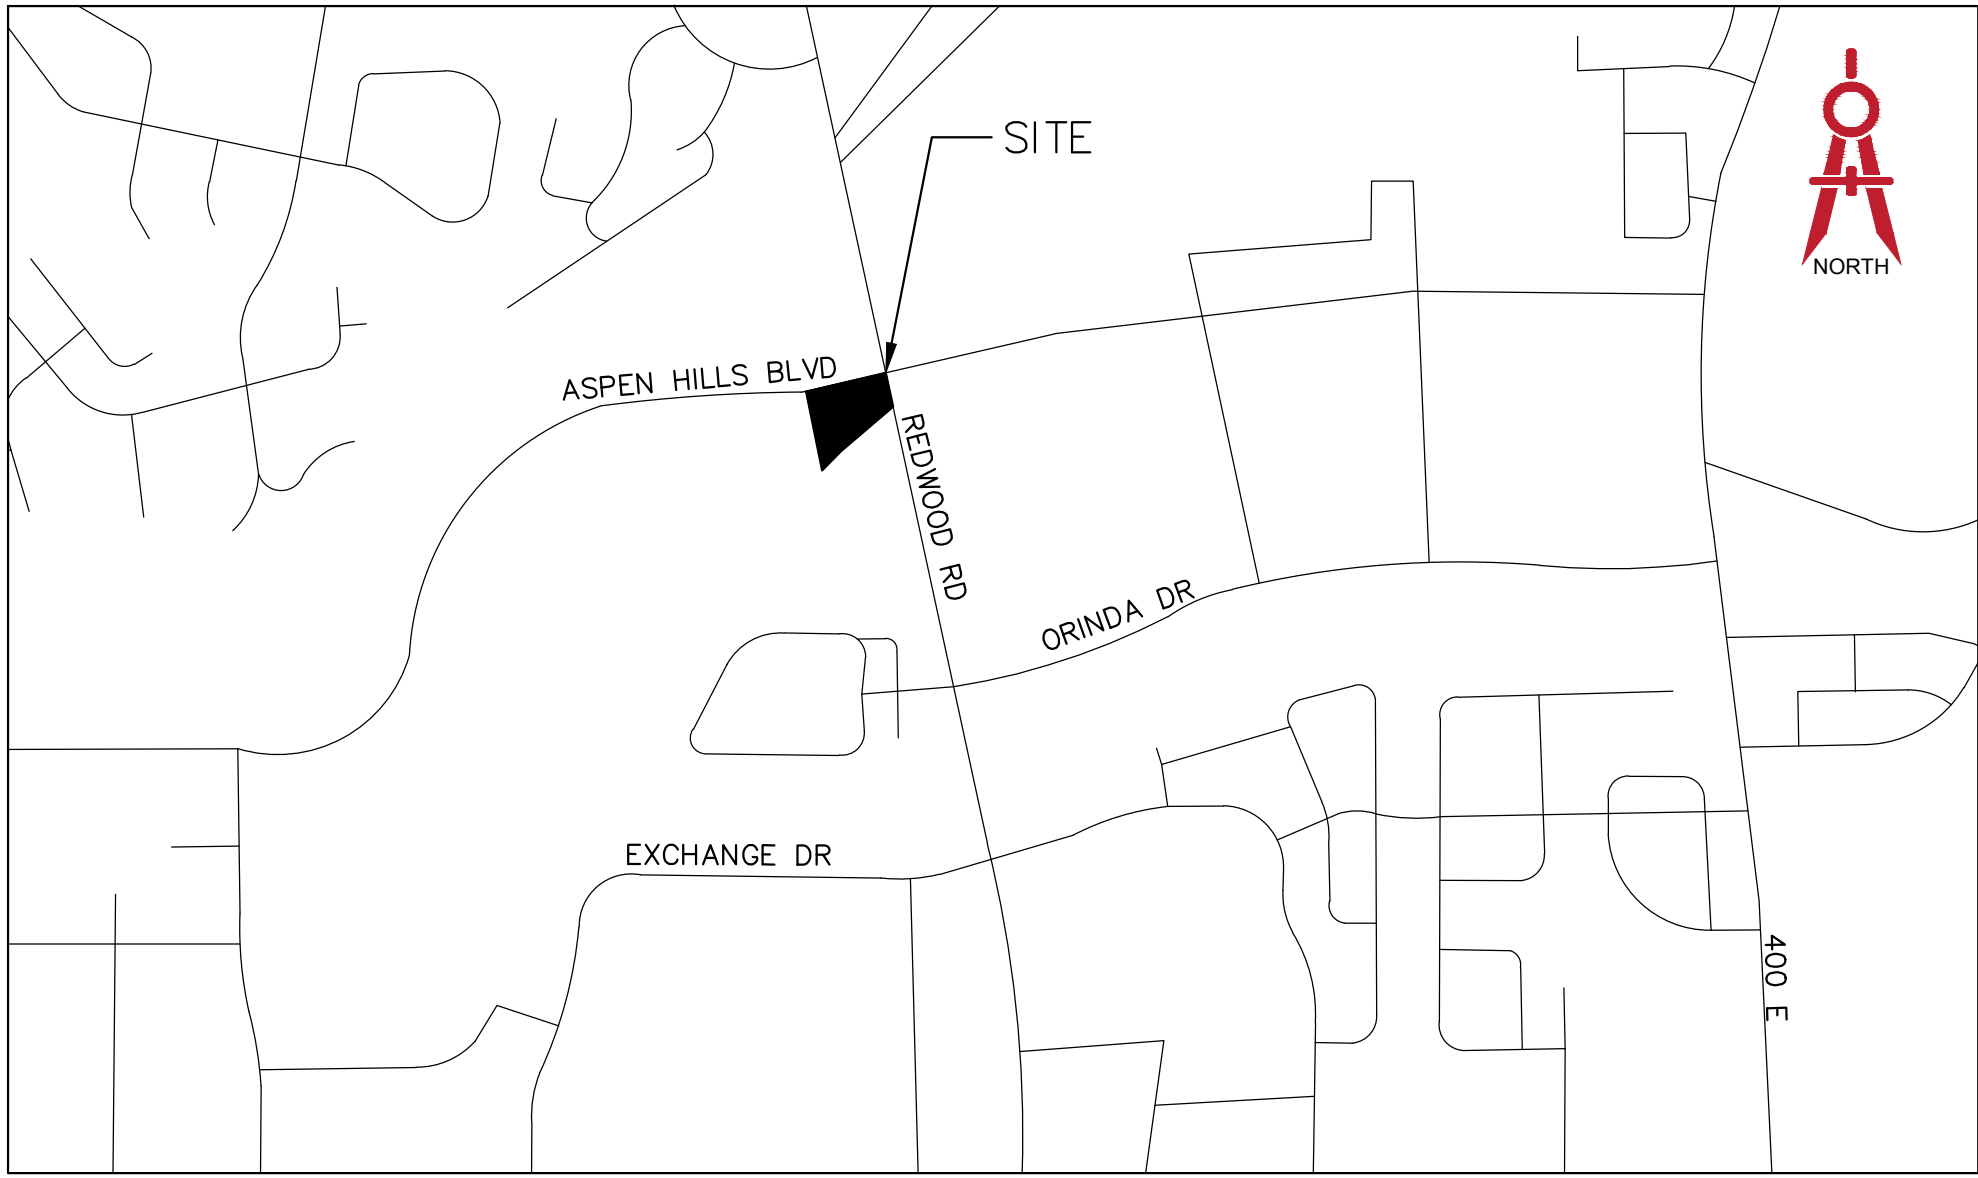 SITE
NORTH
ASPEN HILLS BLVD
REDWOOD RD
ORINDA DR
EXCHANGE DR
400 E